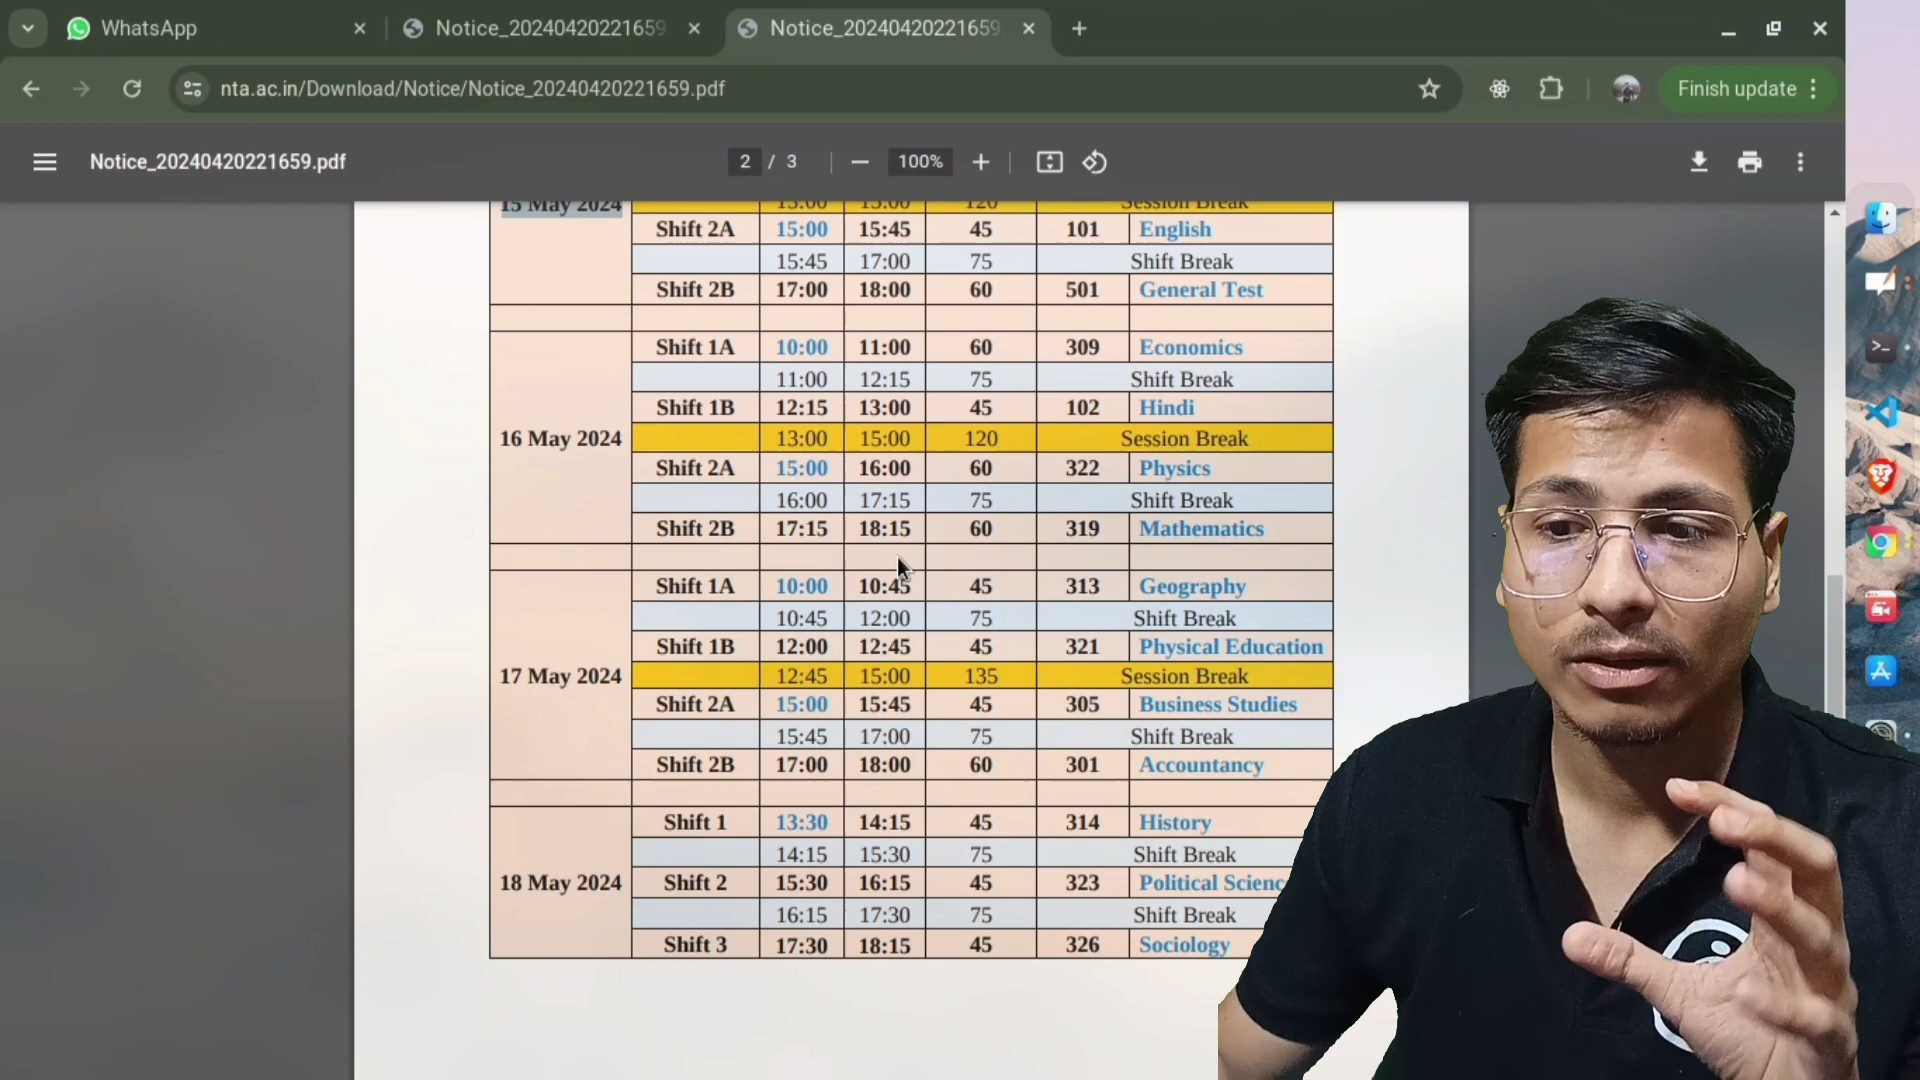 WhatsApp
Notice_20240420221659
Notice_20240420221659
nta.ac.in/Download/Notice/Notice_20240420221659.pdf
Finish update
Notice_20240420221659.pdf
2 / 3
100%
15 May 2024 15:00 120 Session Break
Shift 2A 15:00 15:45 45 101 English
15:45 17:00 75 Shift Break
Shift 2B 17:00 18:00 60 501 General Test
Shift 1A 10:00 11:00 60 309 Economics
11:00 12:15 75 Shift Break
Shift 1B 12:15 13:00 45 102 Hindi
16 May 2024 13:00 15:00 120 Session Break
Shift 2A 15:00 16:00 60 322 Physics
16:00 17:15 75 Shift Break
Shift 2B 17:15 18:15 60 319 Mathematics
Shift 1A 10:00 10:45 45 313 Geography
10:45 12:00 75 Shift Break
Shift 1B 12:00 12:45 45 321 Physical Education
17 May 2024 12:45 15:00 135 Session Break
Shift 2A 15:00 15:45 45 305 Business Studies
15:45 17:00 75 Shift Break
Shift 2B 17:00 18:00 60 301 Accountancy
Shift 1 13:30 14:15 45 314 History
14:15 15:30 75 Shift Break
18 May 2024 Shift 2 15:30 16:15 45 323 Political Scienc
16:15 17:30 75 Shift Break
Shift 3 17:30 18:15 45 326 Sociology